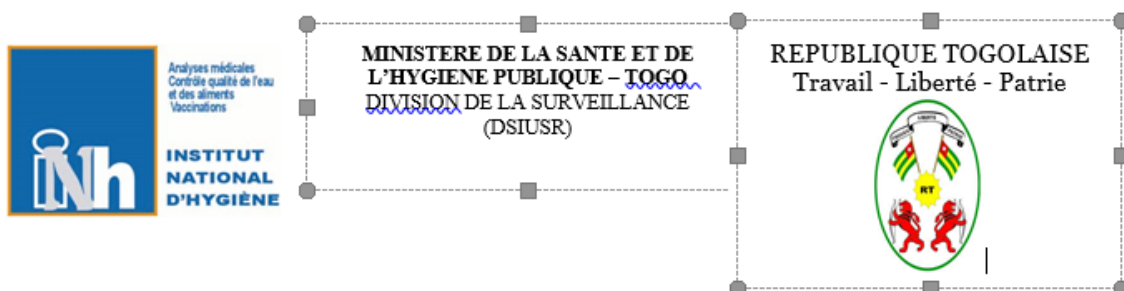 Analyses médicales
Contrôle qualité de l'eau
et des aliments
Vaccinations
iNh
INSTITUT
NATIONAL
D'HYGIÈNE
MINISTERE DE LA SANTE ET DE
L'HYGIENE PUBLIQUE – TOGO
DIVISION DE LA SURVEILLANCE
(DSIUSR)
REPUBLIQUE TOGOLAISE
Travail - Liberté - Patrie
LIBERTÉ
RT